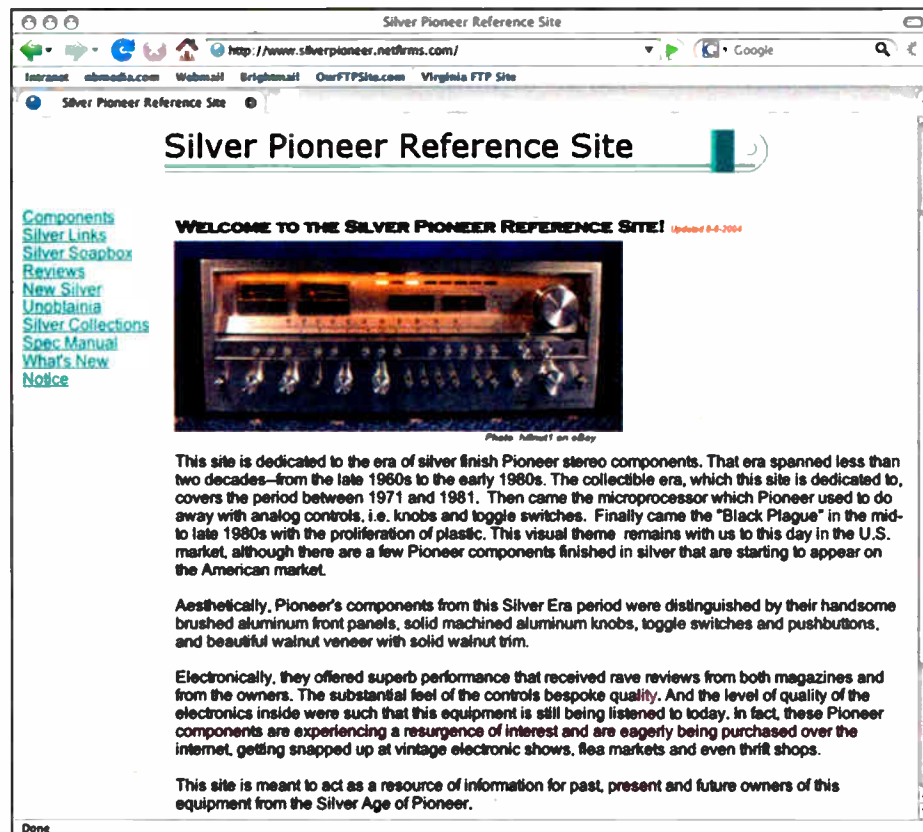 Silver Pioneer Reference Site
http://www.silverpioneer.netfirms.com/
Google
Intranet nbmedia.com Webmail Brightmail OurFTPSite.com Virginia FTP Site
Silver Pioneer Reference Site
Silver Pioneer Reference Site
Components
Silver Links
Silver Soapbox
Reviews
New Silver
Unobtainia
Silver Collections
Spec Manual
What's New
Notice
WELCOME TO THE SILVER PIONEER REFERENCE SITE! Updated 8-8-2004
Photo hifinut1 on eBay
This site is dedicated to the era of silver finish Pioneer stereo components. That era spanned less than
two decades–from the late 1960s to the early 1980s. The collectible era, which this site is dedicated to,
covers the period between 1971 and 1981. Then came the microprocessor which Pioneer used to do
away with analog controls, i.e. knobs and toggle switches. Finally came the "Black Plague" in the mid-
to late 1980s with the proliferation of plastic. This visual theme remains with us to this day in the U.S.
market, although there are a few Pioneer components finished in silver that are starting to appear on
the American market.
Aesthetically, Pioneer's components from this Silver Era period were distinguished by their handsome
brushed aluminum front panels, solid machined aluminum knobs, toggle switches and pushbuttons,
and beautiful walnut veneer with solid walnut trim.
Electronically, they offered superb performance that received rave reviews from both magazines and
from the owners. The substantial feel of the controls bespoke quality. And the level of quality of the
electronics inside were such that this equipment is still being listened to today. In fact, these Pioneer
components are experiencing a resurgence of interest and are eagerly being purchased over the
internet, getting snapped up at vintage electronic shows, flea markets and even thrift shops.
This site is meant to act as a resource of information for past, present and future owners of this
equipment from the Silver Age of Pioneer.
Done